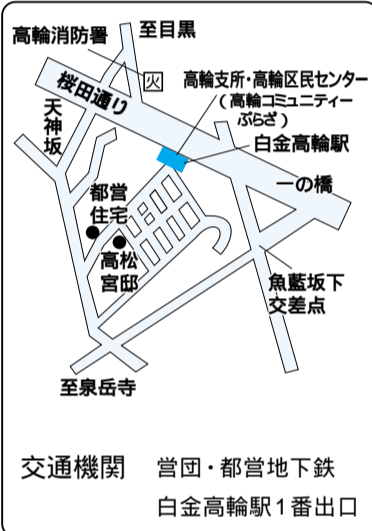 高輪消防署
至目黒
火
桜田通り
高輪支所・高輪区民センター
（高輪コミュニティー
ぷらざ）
天神坂
白金高輪駅
一の橋
都営
住宅
高松
宮邸
魚藍坂下
交差点
至泉岳寺
交通機関 営団・都営地下鉄
白金高輪駅1番出口